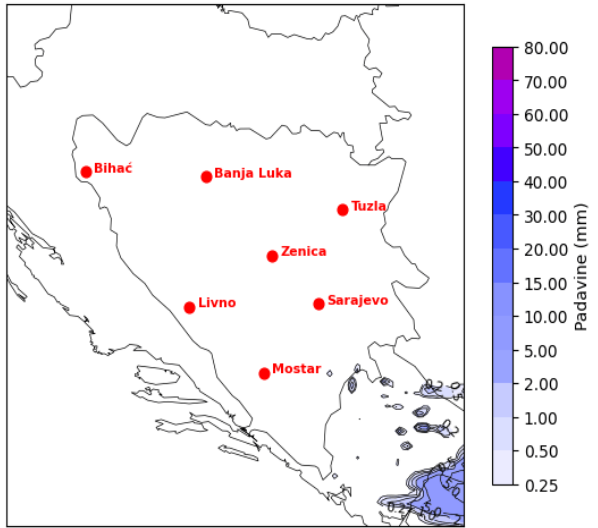 Bihać
Banja Luka
Tuzla
Zenica
Livno
Sarajevo
Mostar
80.00
70.00
60.00
50.00
40.00
30.00
20.00
15.00
10.00
5.00
2.00
1.00
0.50
0.25
Padavine (mm)